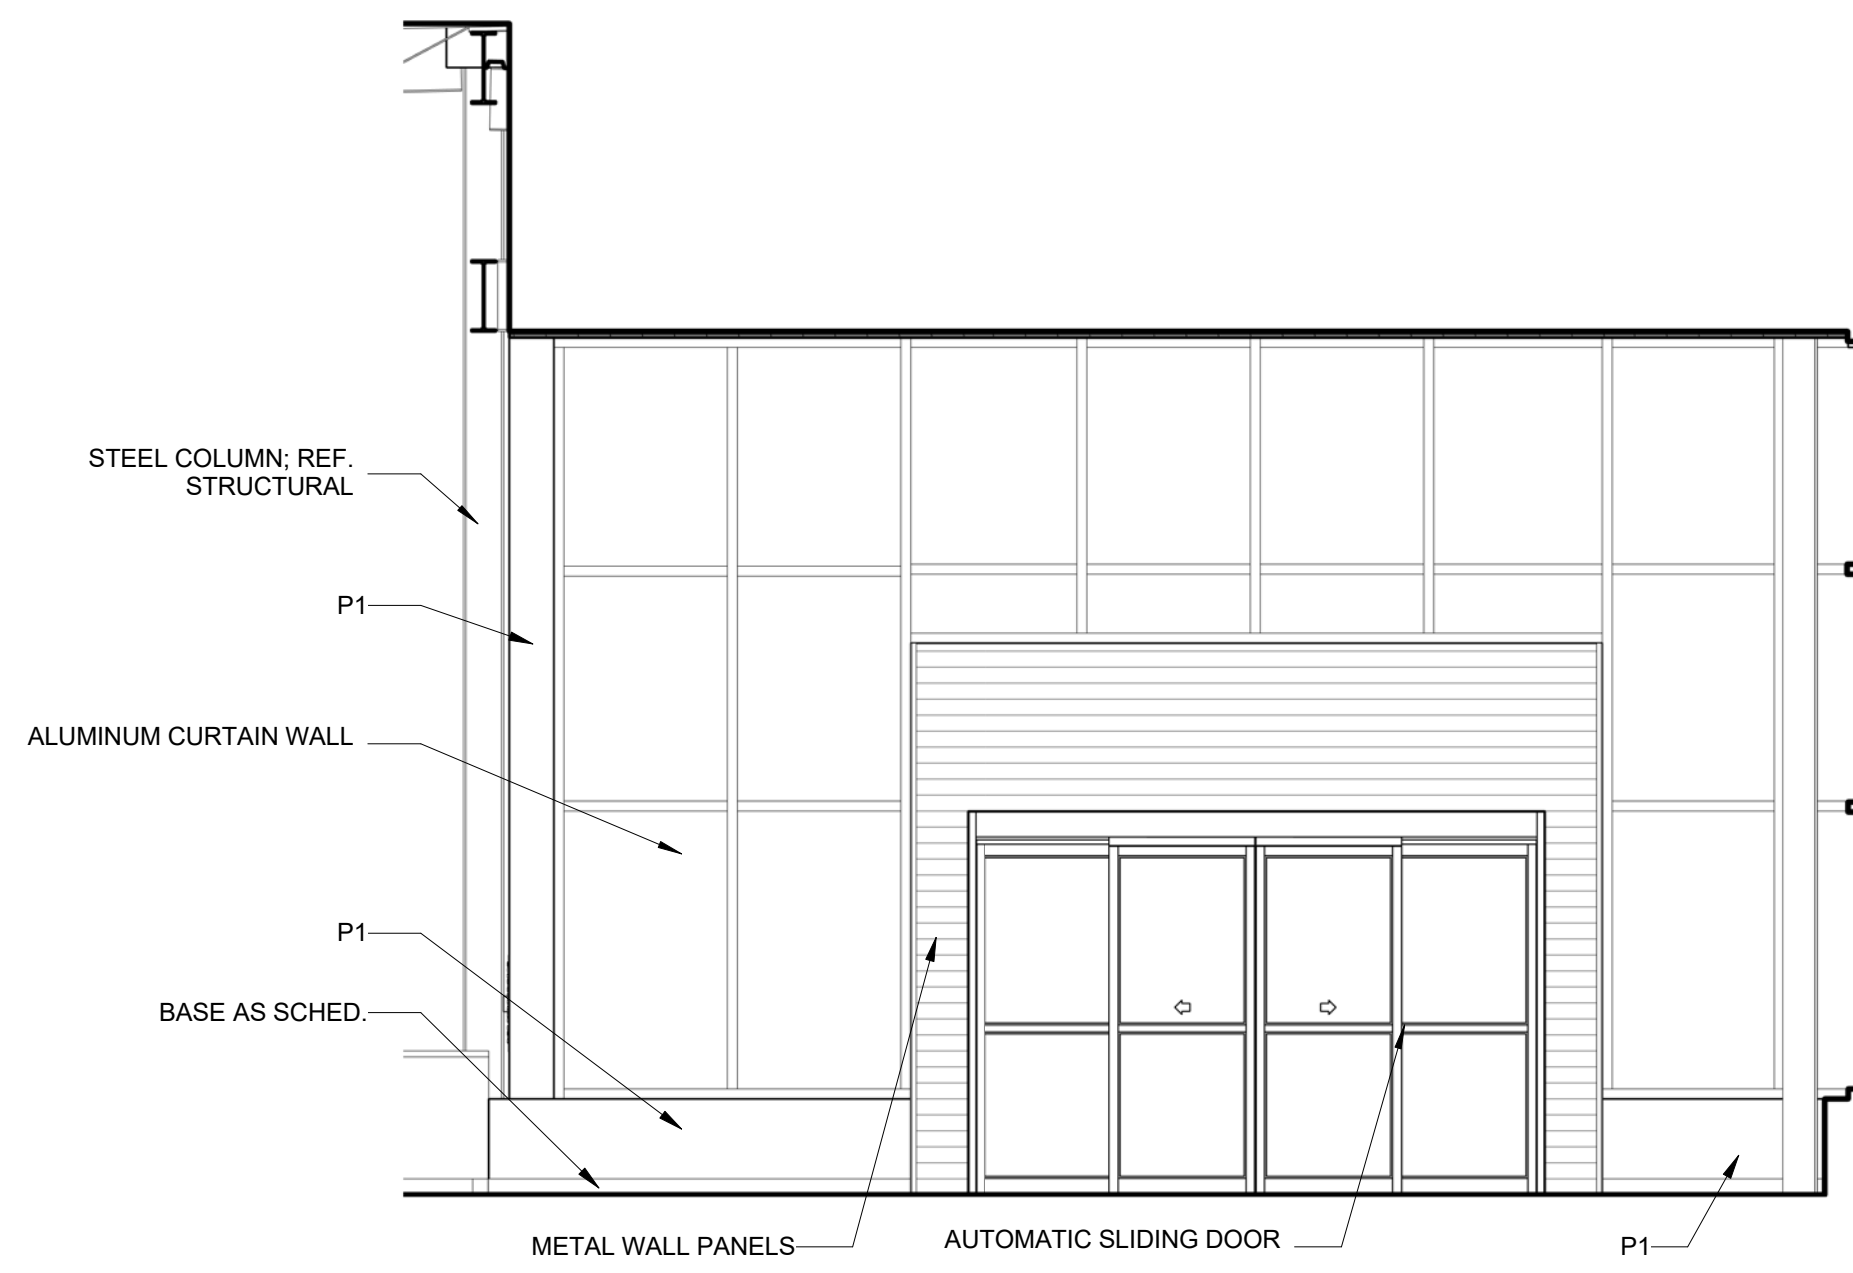 STEEL COLUMN; REF.
STRUCTURAL
P1
ALUMINUM CURTAIN WALL
P1
BASE AS SCHED.
METAL WALL PANELS
AUTOMATIC SLIDING DOOR
P1